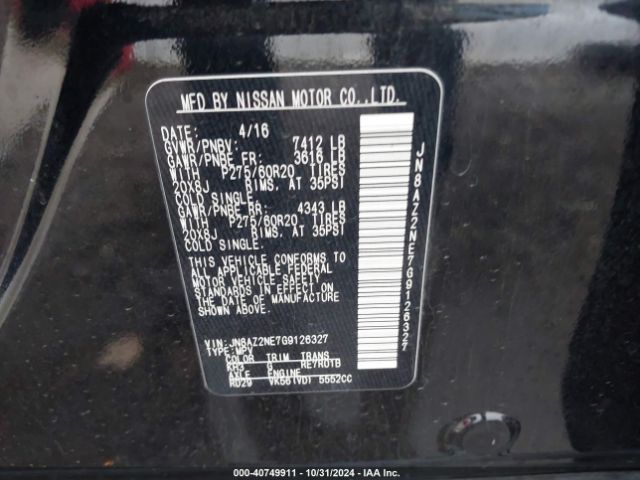 MFD BY NISSAN MOTOR CO.,LTD.
DATE: 4/16
GVWR/PNBV: 7412 LB
GAWR/PNBE FR: 3616 LB
WITH P275/60R20 TIRES
20X8J RIMS, AT 35PSI
COLD SINGLE.
GAWR/PNBE RR: 4343 LB
WITH P275/60R20 TIRES
20X8J RIMS, AT 35PSI
COLD SINGLE.
THIS VEHICLE CONFORMS TO
ALL APPLICABLE FEDERAL
MOTOR VEHICLE SAFETY
STANDARDS IN EFFECT ON
THE DATE OF MANUFACTURE
SHOWN ABOVE.
VIN: JN8AZ2NE7G9126327
TYPE: MPV
COLOR TRIM TRANS
KH3 G RE7R01B
AXLE ENGINE
RD29 VK56(VD) 5552CC
JN8AZ2NE7G9126327
000-40749911 - 10/31/2024 - IAA Inc.